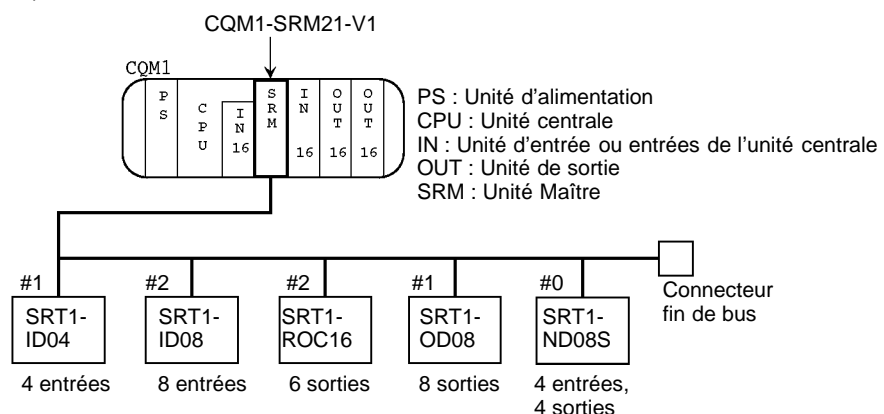 CQM1-SRM21-V1
CQM1
PS
CPU
IN
16
SRM
IN
16
OUT
16
OUT
16
PS : Unité d'alimentation
CPU : Unité centrale
IN : Unité d'entrée ou entrées de l'unité centrale
OUT : Unité de sortie
SRM : Unité Maître
#1
#2
#2
#1
#0
Connecteur
fin de bus
SRT1-
ID04
SRT1-
ID08
SRT1-
ROC16
SRT1-
OD08
SRT1-
ND08S
4 entrées
8 entrées
6 sorties
8 sorties
4 entrées,
4 sorties